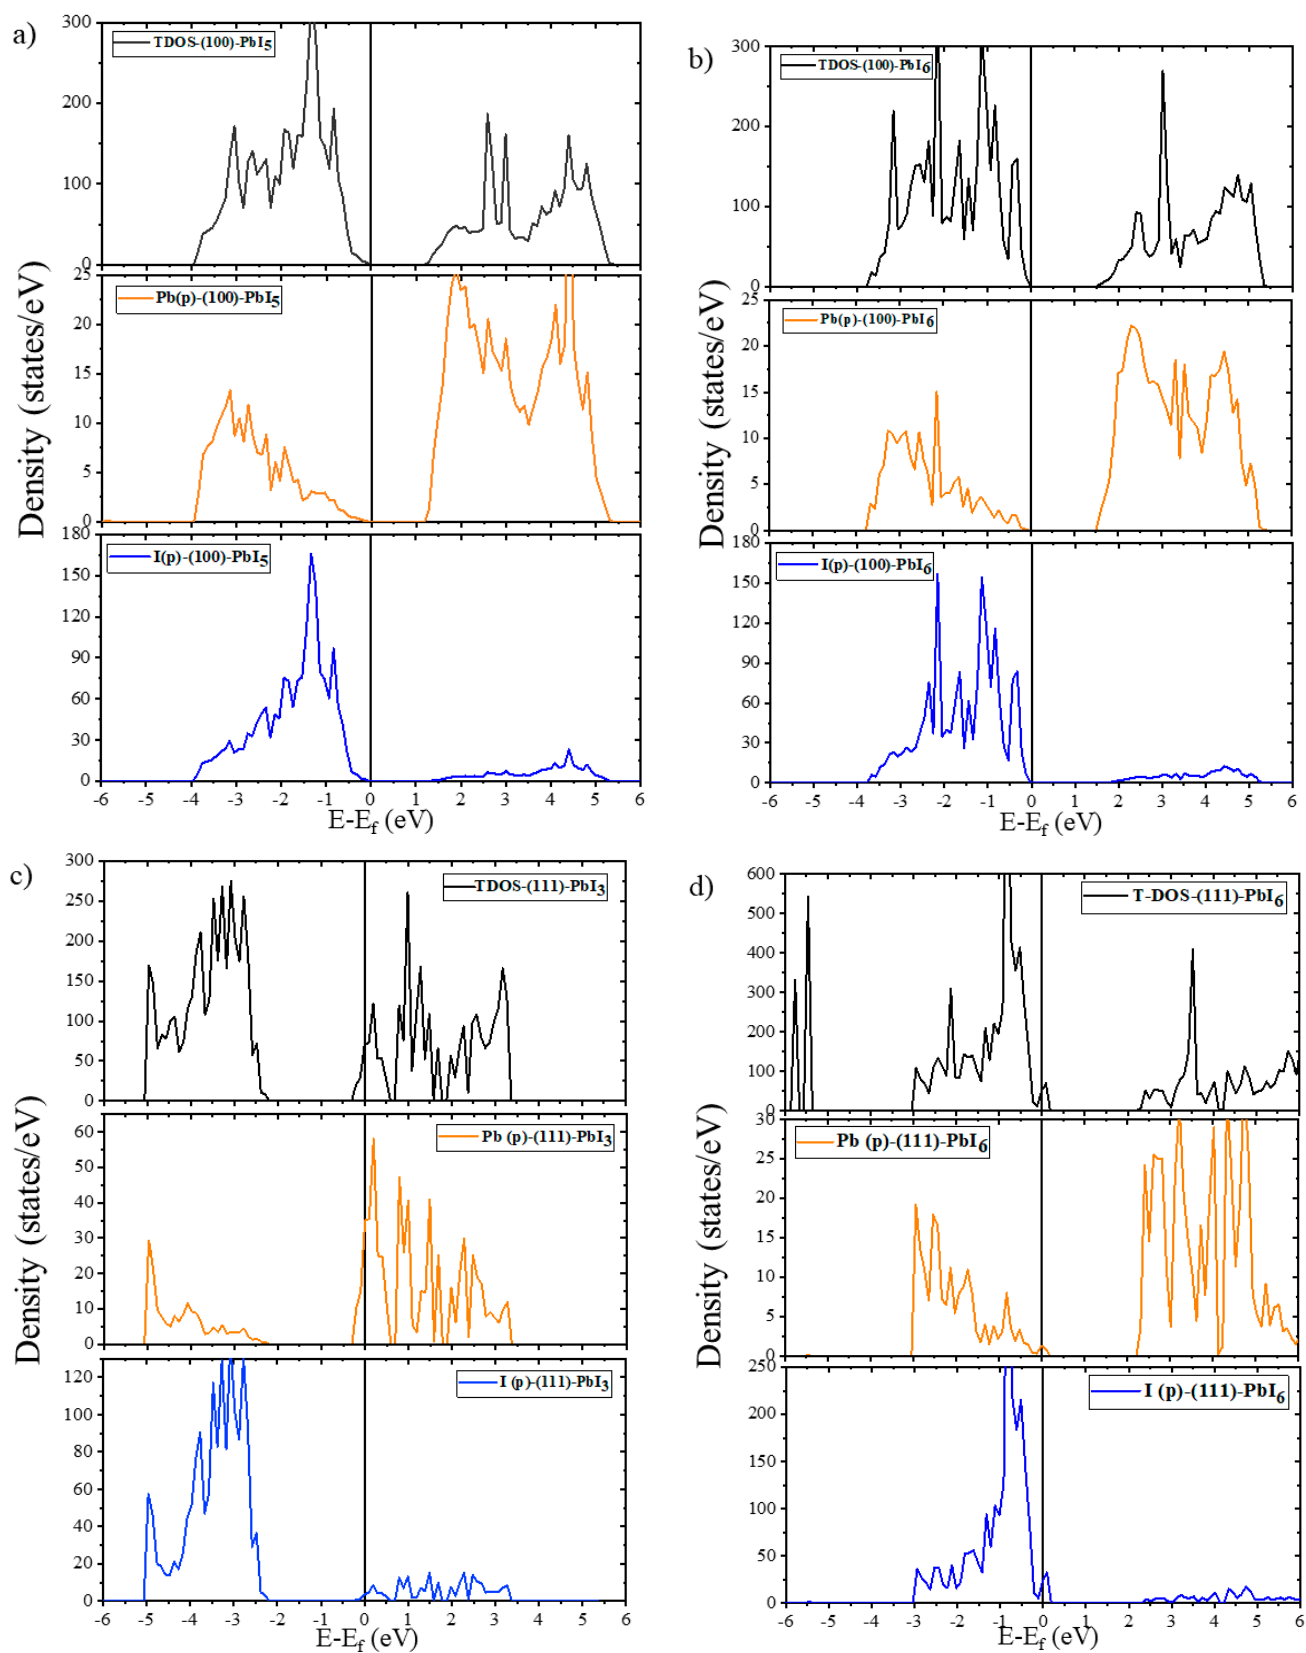 a)
TDOS-(100)-PbI5
300
200
100
0
Pb(p)-(100)-PbI5
25
20
15
10
5
0
I(p)-(100)-PbI5
180
150
120
90
60
30
0
-6 -5 -4 -3 -2 -1 0 1 2 3 4 5 6
E-Ef (eV)
Density (states/eV)
b)
TDOS-(100)-PbI6
300
200
100
0
Pb(p)-(100)-PbI6
25
20
15
10
5
0
I(p)-(100)-PbI6
180
150
120
90
60
30
0
-6 -5 -4 -3 -2 -1 0 1 2 3 4 5 6
E-Ef (eV)
Density (states/eV)
c)
TDOS-(111)-PbI3
300
250
200
150
100
50
0
Pb (p)-(111)-PbI3
60
50
40
30
20
10
0
I (p)-(111)-PbI3
120
100
80
60
40
20
0
-6 -5 -4 -3 -2 -1 0 1 2 3 4 5 6
E-Ef (eV)
Density (states/eV)
d)
T-DOS-(111)-PbI6
600
500
400
300
200
100
0
Pb (p)-(111)-PbI6
30
25
20
15
10
5
0
I (p)-(111)-PbI6
250
200
150
100
50
0
-6 -5 -4 -3 -2 -1 0 1 2 3 4 5 6
E-Ef (eV)
Density (states/eV)